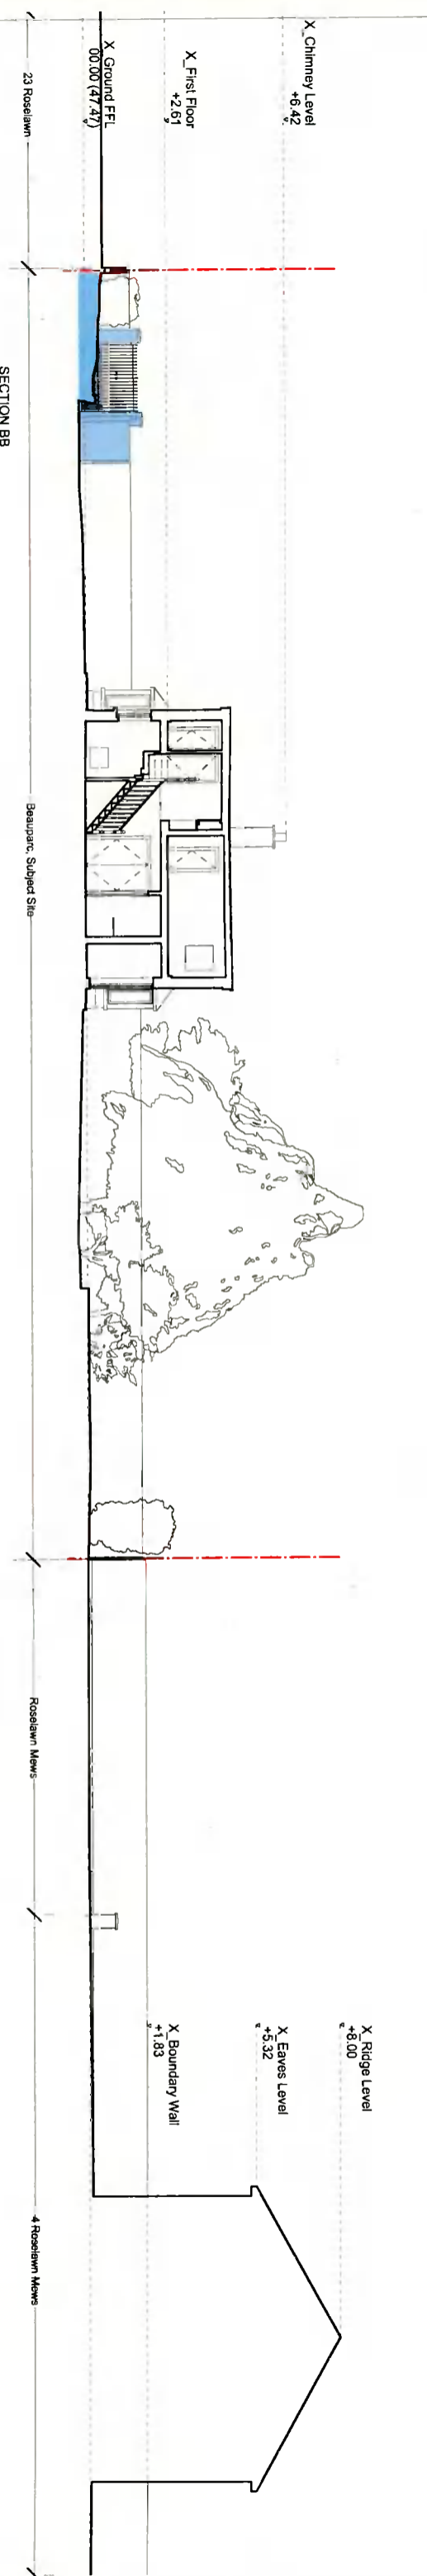 X_Chimney Level
+6.42
X_First Floor
+2.61
X_Ground FFL
00.00 (47.47)
X_Ridge Level
+8.00
X_Eaves Level
+5.32
X_Boundary Wall
+1.83
23 Roselawn
Beauparc, Subject Site
Roselawn Mews
4 Roselawn Mews
SECTION BB